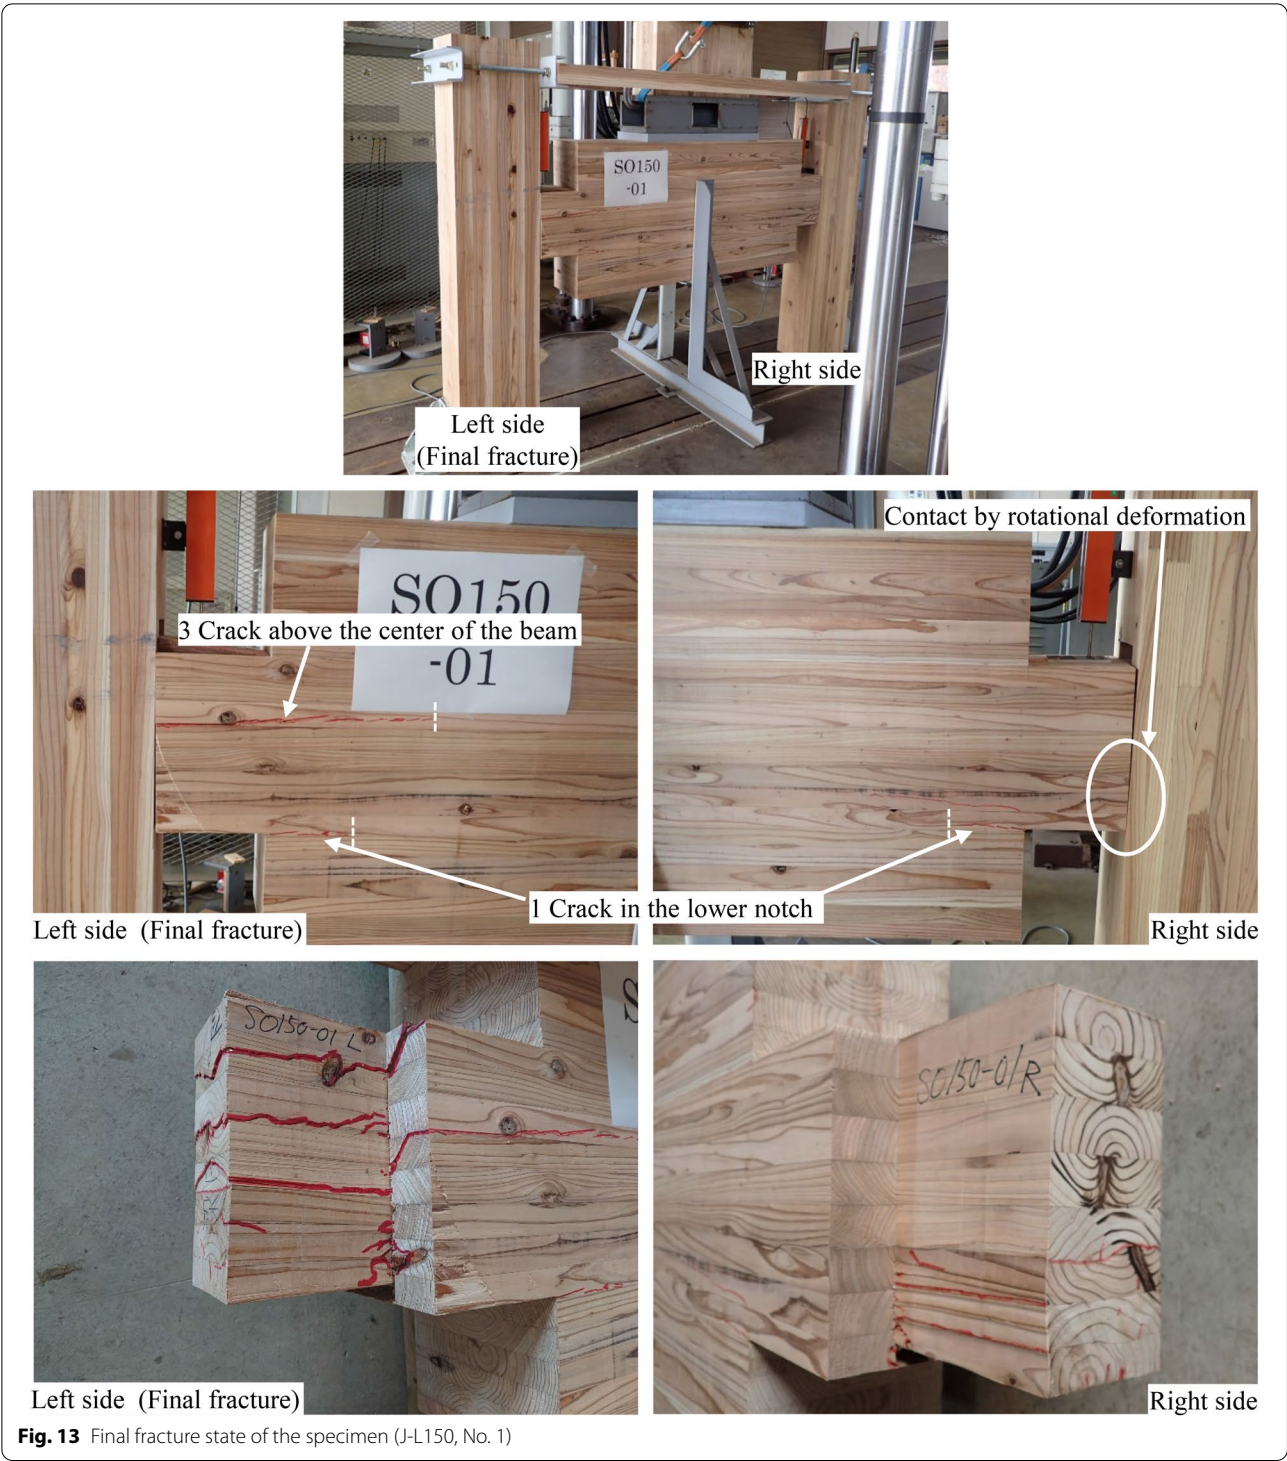 SO150
-01
Right side
Left side
(Final fracture)
SO150
3 Crack above the center of the beam
-01
Contact by rotational deformation
1 Crack in the lower notch
Left side (Final fracture)
Right side
SO150-01 L
SO150-01R
Left side (Final fracture)
Right side
Fig. 13 Final fracture state of the specimen (J-L150, No. 1)